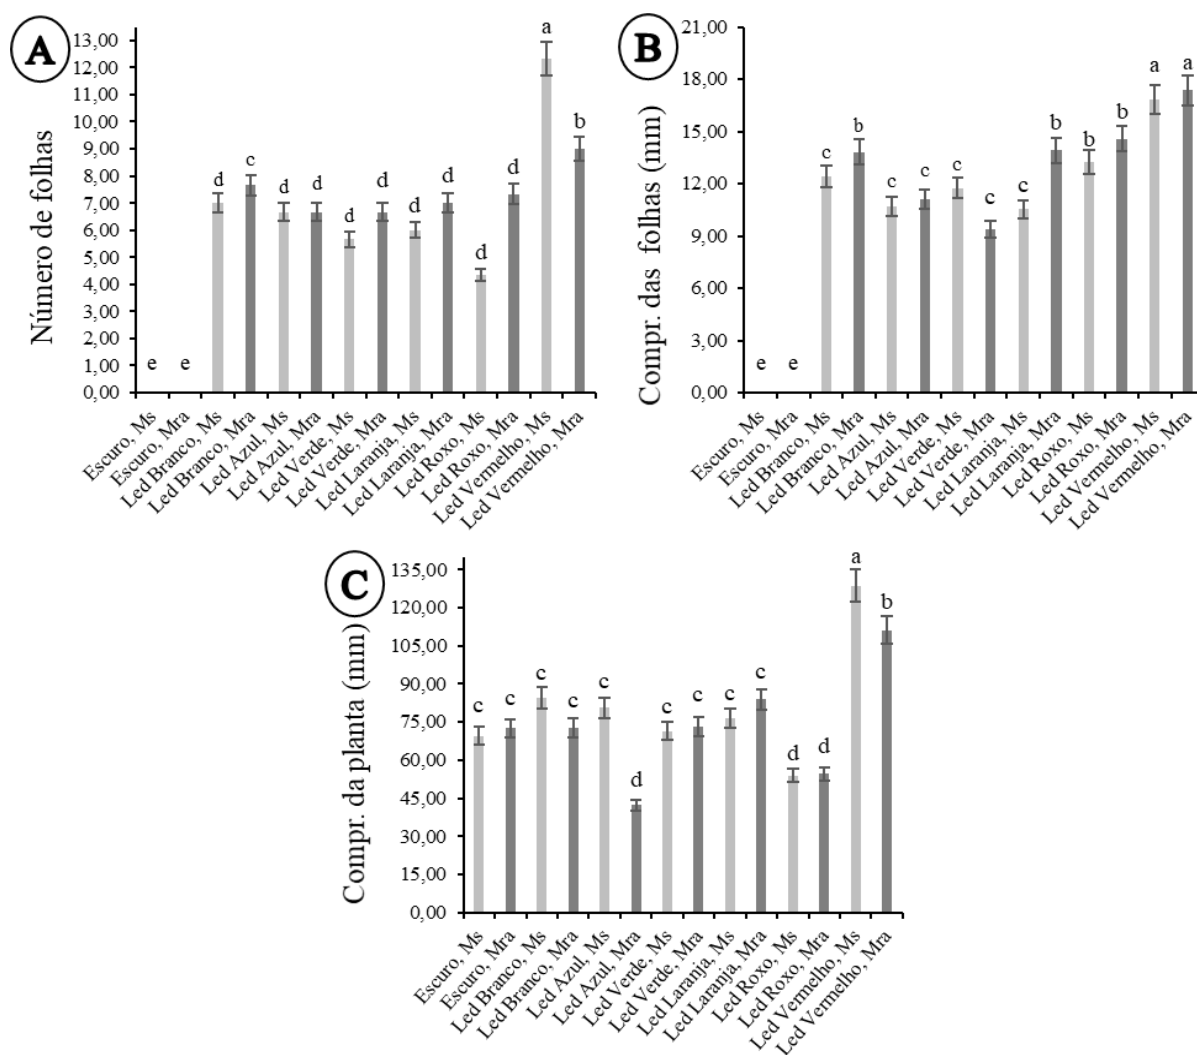 A
Número de folhas
13,00
12,00
11,00
10,00
9,00
8,00
7,00
6,00
5,00
4,00
3,00
2,00
1,00
0,00
e
e
d
c
d
d
d
d
d
d
d
d
a
b
Escuro, Ms
Escuro, Mra
Led Branco, Ms
Led Branco, Mra
Led Azul, Ms
Led Azul, Mra
Led Verde, Ms
Led Verde, Mra
Led Laranja, Ms
Led Laranja, Mra
Led Roxo, Ms
Led Roxo, Mra
Led Vermelho, Ms
Led Vermelho, Mra
B
Compr. das folhas (mm)
21,00
18,00
15,00
12,00
9,00
6,00
3,00
0,00
e
e
c
b
c
c
c
c
c
b
b
b
a
a
Escuro, Ms
Escuro, Mra
Led Branco, Ms
Led Branco, Mra
Led Azul, Ms
Led Azul, Mra
Led Verde, Ms
Led Verde, Mra
Led Laranja, Ms
Led Laranja, Mra
Led Roxo, Ms
Led Roxo, Mra
Led Vermelho, Ms
Led Vermelho, Mra
C
Compr. da planta (mm)
135,00
120,00
105,00
90,00
75,00
60,00
45,00
30,00
15,00
0,00
c
c
c
c
c
d
c
c
c
c
d
d
a
b
Escuro, Ms
Escuro, Mra
Led Branco, Ms
Led Branco, Mra
Led Azul, Ms
Led Azul, Mra
Led Verde, Ms
Led Verde, Mra
Led Laranja, Ms
Led Laranja, Mra
Led Roxo, Ms
Led Roxo, Mra
Led Vermelho, Ms
Led Vermelho, Mra